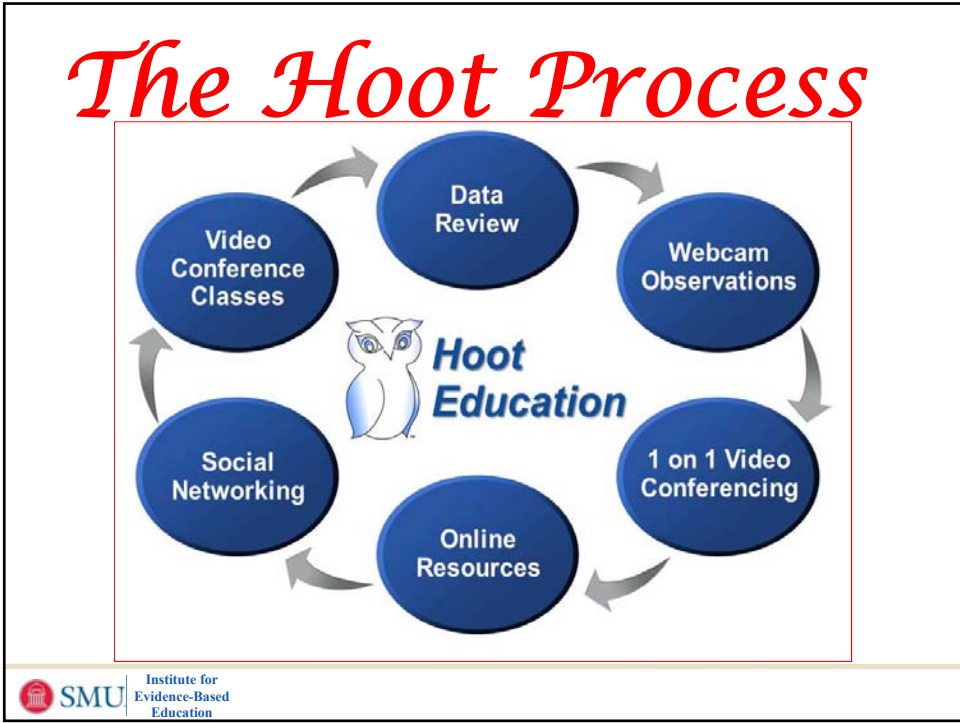 The Hoot Process
Data
Review
Webcam
Observations
1 on 1 Video
Conferencing
Online
Resources
Social
Networking
Video
Conference
Classes
Hoot
Education
SMU
Institute for
Evidence-Based
Education